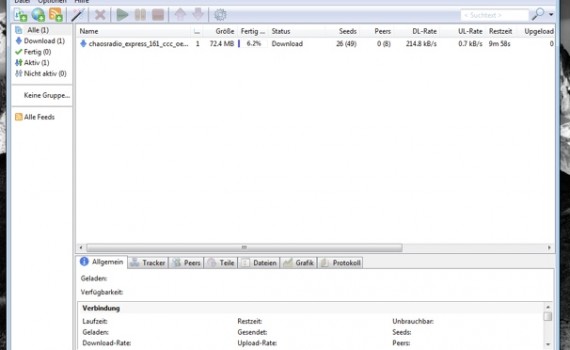 Datei Optionen Hilfe
<Suchtext>
Alle (1)
Download (1)
Fertig (0)
Aktiv (1)
Nicht aktiv (0)
Keine Gruppe...
Alle Feeds
Name ... Größe Fertig ... Status Seeds Peers DL-Rate UL-Rate Restzeit Upgeload
chaosradio_express_161_ccc_oe... 1 72.4 MB 6.2% Download 26 (49) 0 (8) 214.8 kB/s 0.7 kB/s 9m 58s 0
Allgemein Tracker Peers Teile Dateien Grafik Protokoll
Geladen:
Verfügbarkeit:
Verbindung
Laufzeit: Restzeit: Unbrauchbar:
Geladen: Gesendet: Seeds:
Download-Rate: Upload-Rate: Peers: